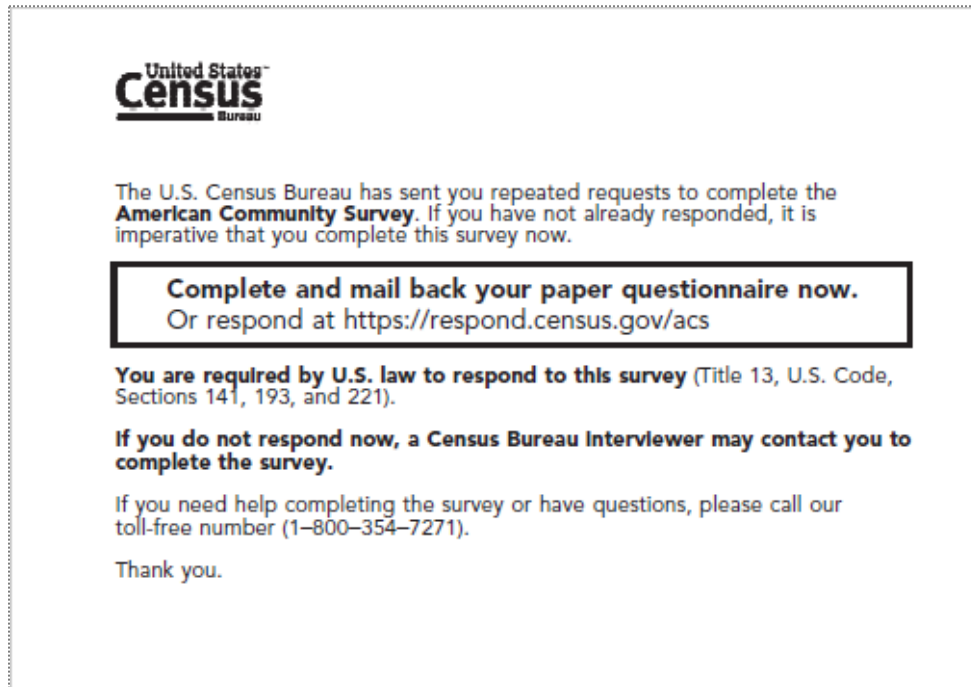 United States™
Census
Bureau
The U.S. Census Bureau has sent you repeated requests to complete the
American Community Survey. If you have not already responded, it is
imperative that you complete this survey now.
Complete and mail back your paper questionnaire now.
Or respond at https://respond.census.gov/acs
You are required by U.S. law to respond to this survey (Title 13, U.S. Code,
Sections 141, 193, and 221).
If you do not respond now, a Census Bureau interviewer may contact you to
complete the survey.
If you need help completing the survey or have questions, please call our
toll-free number (1–800–354–7271).
Thank you.